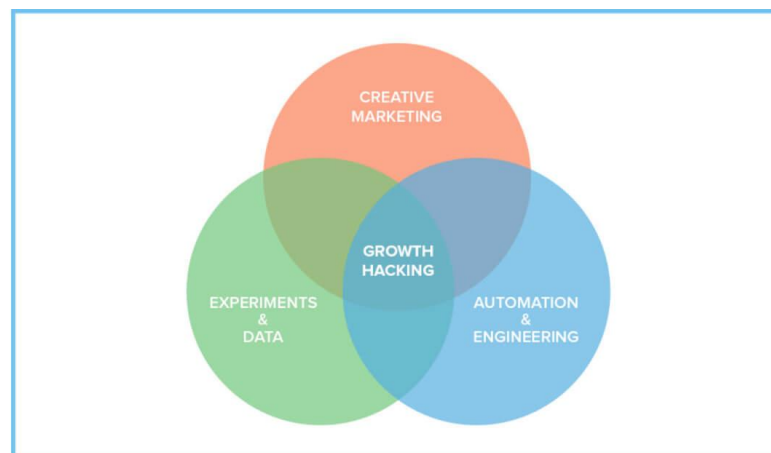 CREATIVE
MARKETING
GROWTH
HACKING
EXPERIMENTS
&
DATA
AUTOMATION
&
ENGINEERING